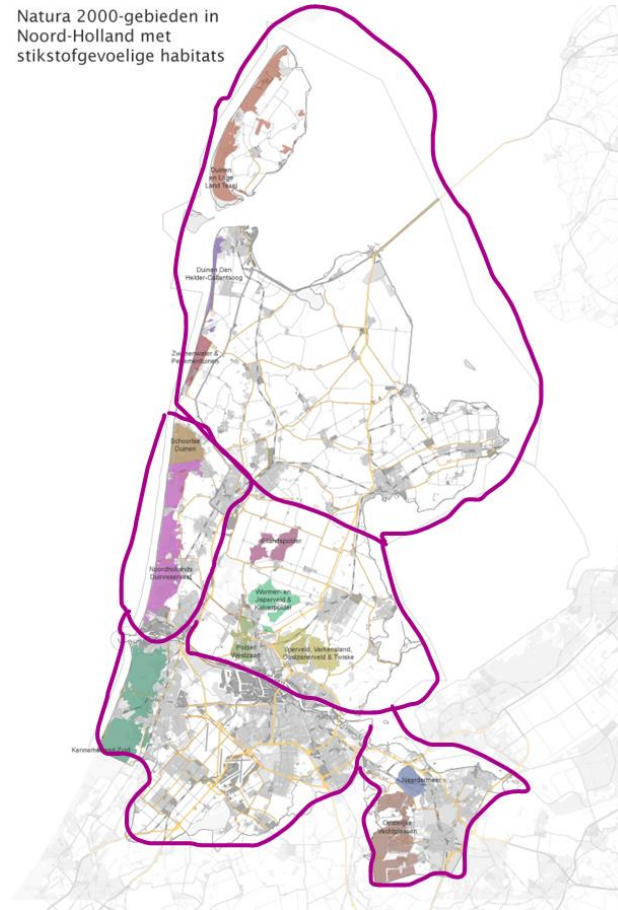 Natura 2000-gebieden in
Noord-Holland met
stikstofgevoelige habitats
Duinen
en Lage
Land Texel
Duinen Den
Helder-Callantsoog
Zwanenwater &
Pettemerduinen
Schoorlse
Duinen
Noordhollands
Duinreservaat
Eilandspolder
Wormer- en
Jisperveld &
Kalverpolder
Polder
Westzaan
Ilperveld, Varkensland,
Oostzanerveld & Twiske
Kennemerland-Zuid
Naardermeer
Oostelijke
Vechtplassen